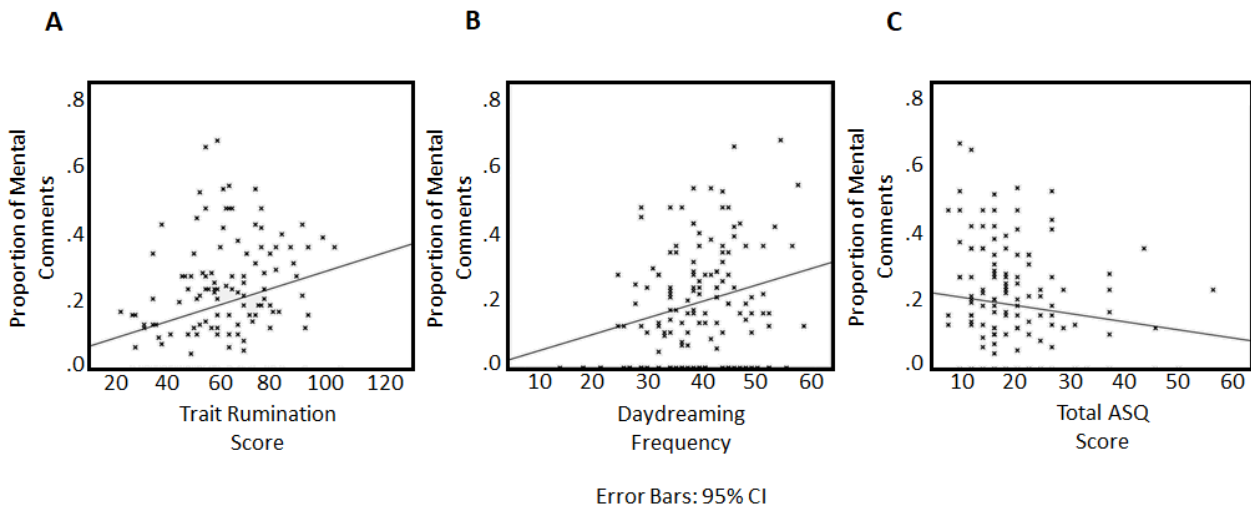 A
B
C
Proportion of Mental
Comments
.8
.6
.4
.2
.0
20 40 60 80 100 120
Trait Rumination
Score
Proportion of Mental
Comments
.8
.6
.4
.2
.0
10 20 30 40 50 60
Daydreaming
Frequency
Proportion of Mental
Comments
.8
.6
.4
.2
.0
10 20 30 40 50 60
Total ASQ
Score
Error Bars: 95% CI